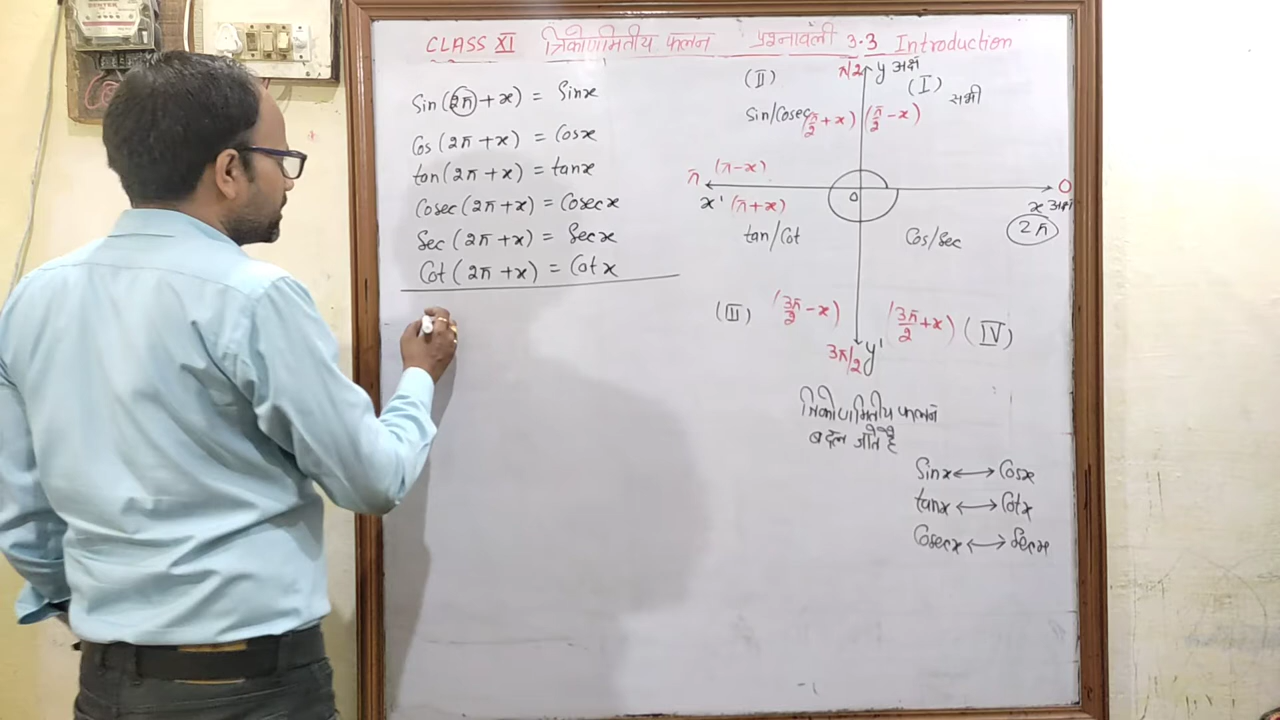 CLASS XI त्रिकोणमितीय फलन प्रश्नावली 3.3 Introduction
Sin(2π+x) = Sinx
Cos(2π+x) = Cosx
tan(2π+x) = tanx
Cosec(2π+x) = Cosecx
Sec(2π+x) = Secx
Cot(2π+x) = Cotx
π/2 y अक्ष
(II) (I)
सभी
Sin/Cosec (π/2+x) (π/2-x)
π (π-x) 0
x' (π+x) 0 x अक्ष
2π
tan/Cot Cos/Sec
(III) (3π/2-x) (3π/2+x) (IV)
3π/2 y'
त्रिकोणमितीय फलन
बदल जाते है
Sinx⟷Cosx
tanx⟷Cotx
Cosecx⟷Secx